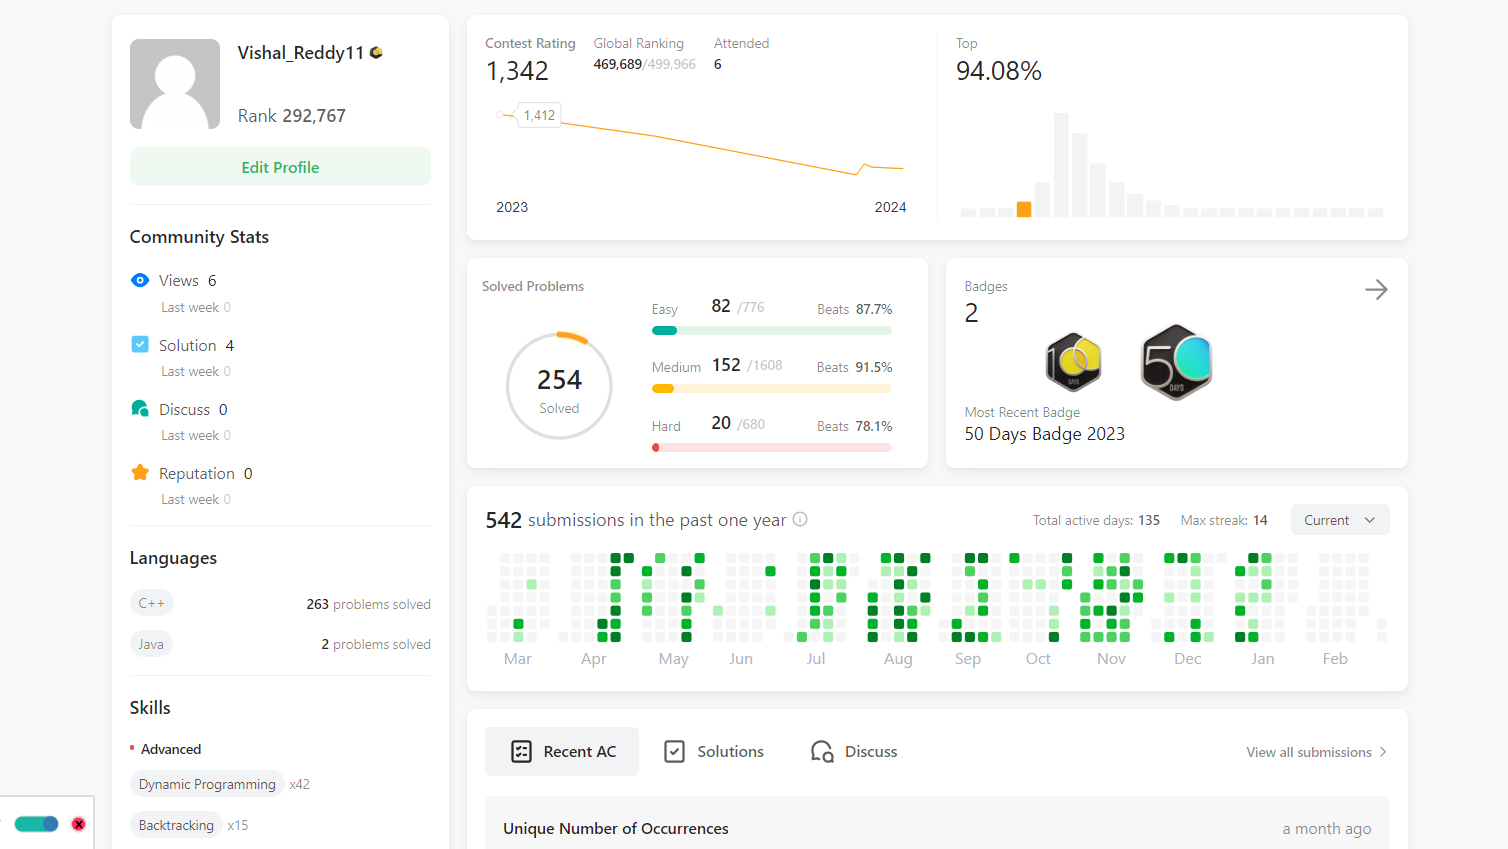 Vishal_Reddy11
Rank 292,767
Edit Profile
Community Stats
Views 6
Last week 0
Solution 4
Last week 0
Discuss 0
Last week 0
Reputation 0
Last week 0
Languages
C++ 263 problems solved
Java 2 problems solved
Skills
Advanced
Dynamic Programming x42
Backtracking x15
Contest Rating
1,342
Global Ranking
469,689/499,966
Attended
6
1,412
2023 2024
Top
94.08%
Solved Problems
254
Solved
Easy 82 /776 Beats 87.7%
Medium 152 /1608 Beats 91.5%
Hard 20 /680 Beats 78.1%
Badges
2
100 DAYS
50 DAYS
Most Recent Badge
50 Days Badge 2023
542 submissions in the past one year
Total active days: 135 Max streak: 14 Current
Mar Apr May Jun Jul Aug Sep Oct Nov Dec Jan Feb
Recent AC Solutions Discuss View all submissions
Unique Number of Occurrences a month ago